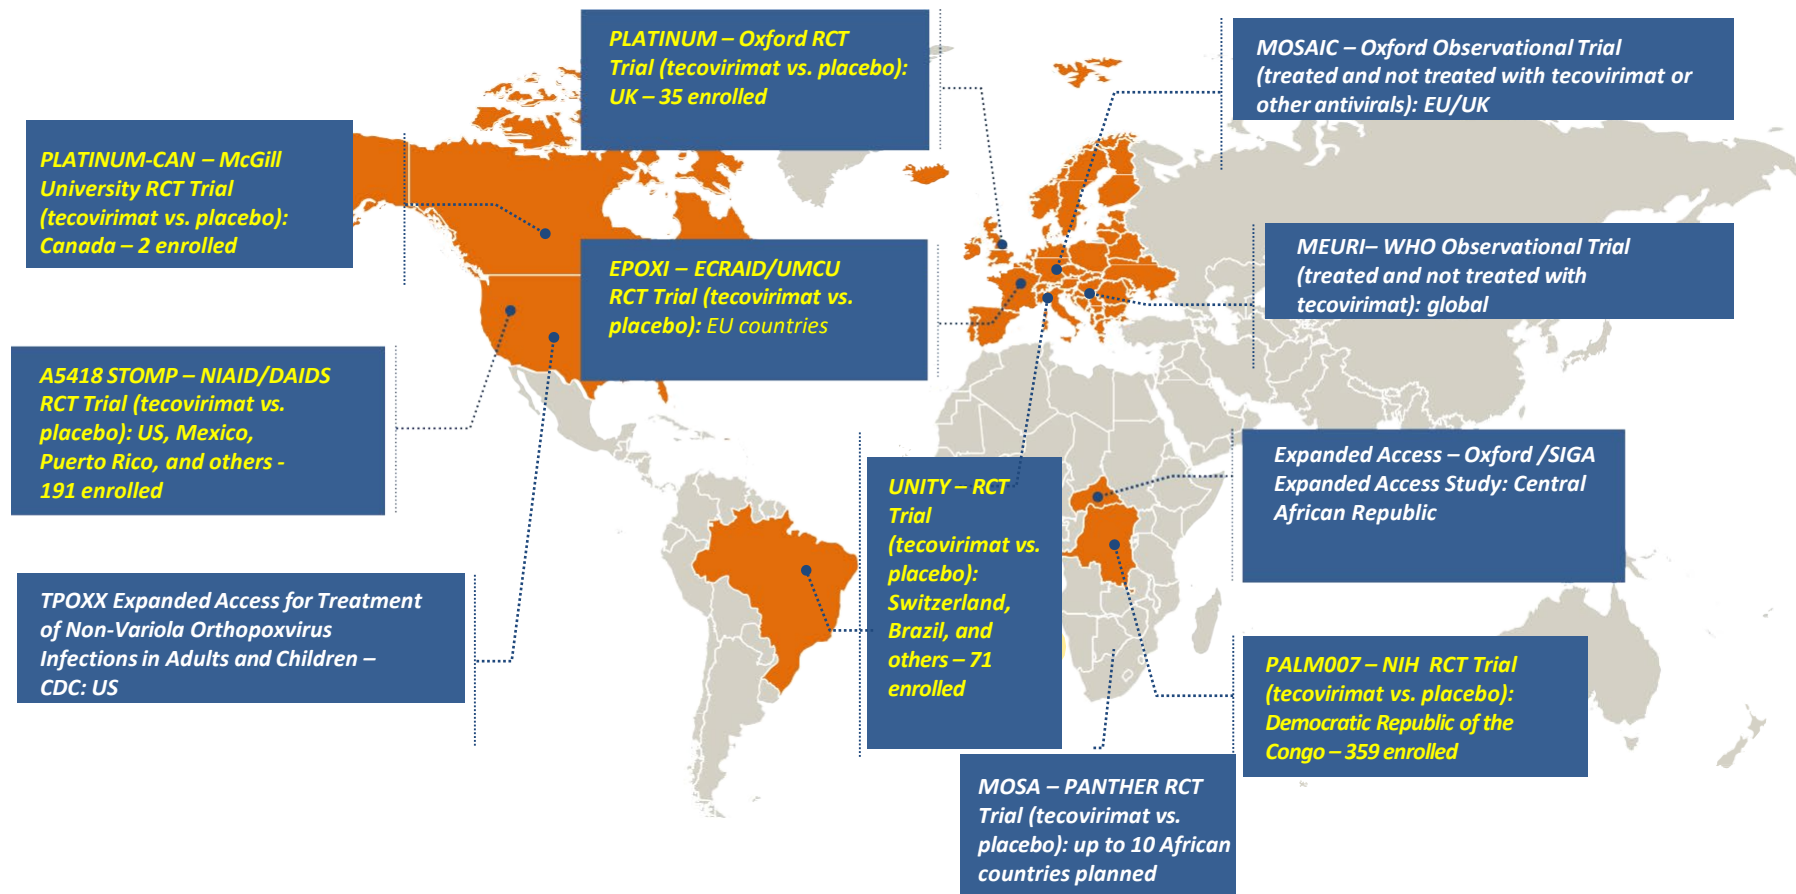 PLATINUM – Oxford RCT
Trial (tecovirimat vs. placebo):
UK – 35 enrolled
MOSAIC – Oxford Observational Trial
(treated and not treated with tecovirimat or
other antivirals): EU/UK
PLATINUM-CAN – McGill
University RCT Trial
(tecovirimat vs. placebo):
Canada – 2 enrolled
EPOXI – ECRAID/UMCU
RCT Trial (tecovirimat vs.
placebo): EU countries
MEURI– WHO Observational Trial
(treated and not treated with
tecovirimat): global
A5418 STOMP – NIAID/DAIDS
RCT Trial (tecovirimat vs.
placebo): US, Mexico,
Puerto Rico, and others -
191 enrolled
UNITY – RCT
Trial
(tecovirimat vs.
placebo):
Switzerland,
Brazil, and
others – 71
enrolled
Expanded Access – Oxford /SIGA
Expanded Access Study: Central
African Republic
TPOXX Expanded Access for Treatment
of Non-Variola Orthopoxvirus
Infections in Adults and Children –
CDC: US
PALM007 – NIH RCT Trial
(tecovirimat vs. placebo):
Democratic Republic of the
Congo – 359 enrolled
MOSA – PANTHER RCT
Trial (tecovirimat vs.
placebo): up to 10 African
countries planned